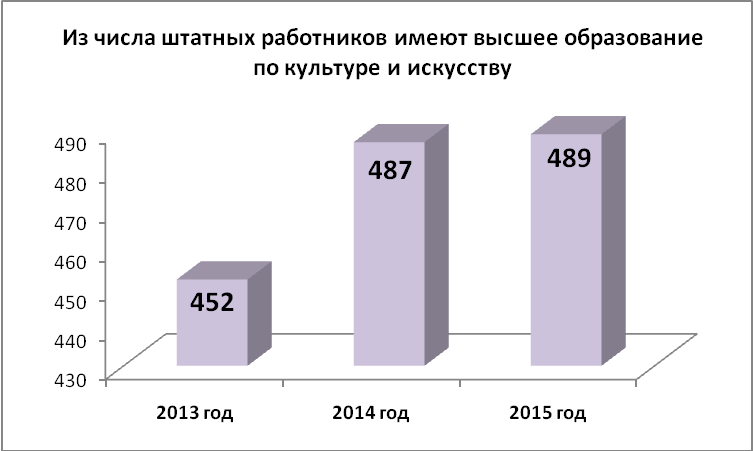 Из числа штатных работников имеют высшее образование
по культуре и искусству
490
480
470
460
450
440
430
452
487
489
2013 год
2014 год
2015 год